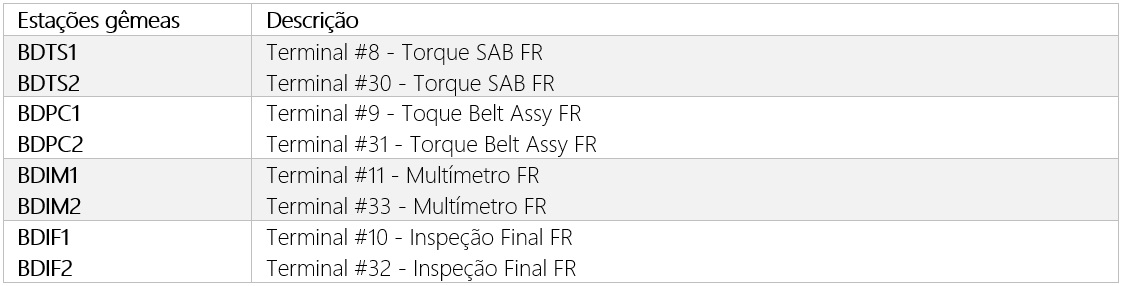 Estações gêmeas Descrição
BDTS1 Terminal #8 - Torque SAB FR
BDTS2 Terminal #30 - Torque SAB FR
BDPC1 Terminal #9 - Toque Belt Assy FR
BDPC2 Terminal #31 - Torque Belt Assy FR
BDIM1 Terminal #11 - Multímetro FR
BDIM2 Terminal #33 - Multímetro FR
BDIF1 Terminal #10 - Inspeção Final FR
BDIF2 Terminal #32 - Inspeção Final FR